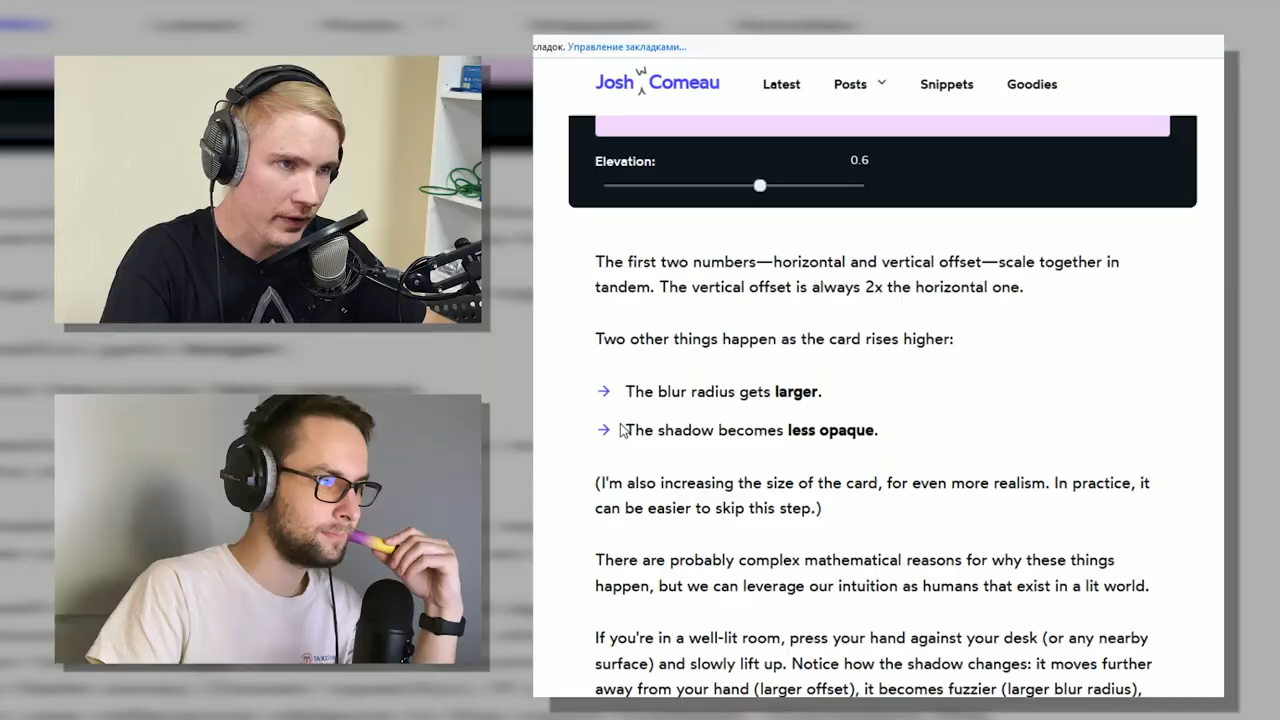 кладок. Управление закладками...
Josh W Comeau
Latest
Posts
Snippets
Goodies
Elevation:
0.6
The first two numbers—horizontal and vertical offset—scale together in
tandem. The vertical offset is always 2x the horizontal one.
Two other things happen as the card rises higher:
→ The blur radius gets larger.
→ The shadow becomes less opaque.
(I'm also increasing the size of the card, for even more realism. In practice, it
can be easier to skip this step.)
There are probably complex mathematical reasons for why these things
happen, but we can leverage our intuition as humans that exist in a lit world.
If you're in a well-lit room, press your hand against your desk (or any nearby
surface) and slowly lift up. Notice how the shadow changes: it moves further
away from your hand (larger offset), it becomes fuzzier (larger blur radius),